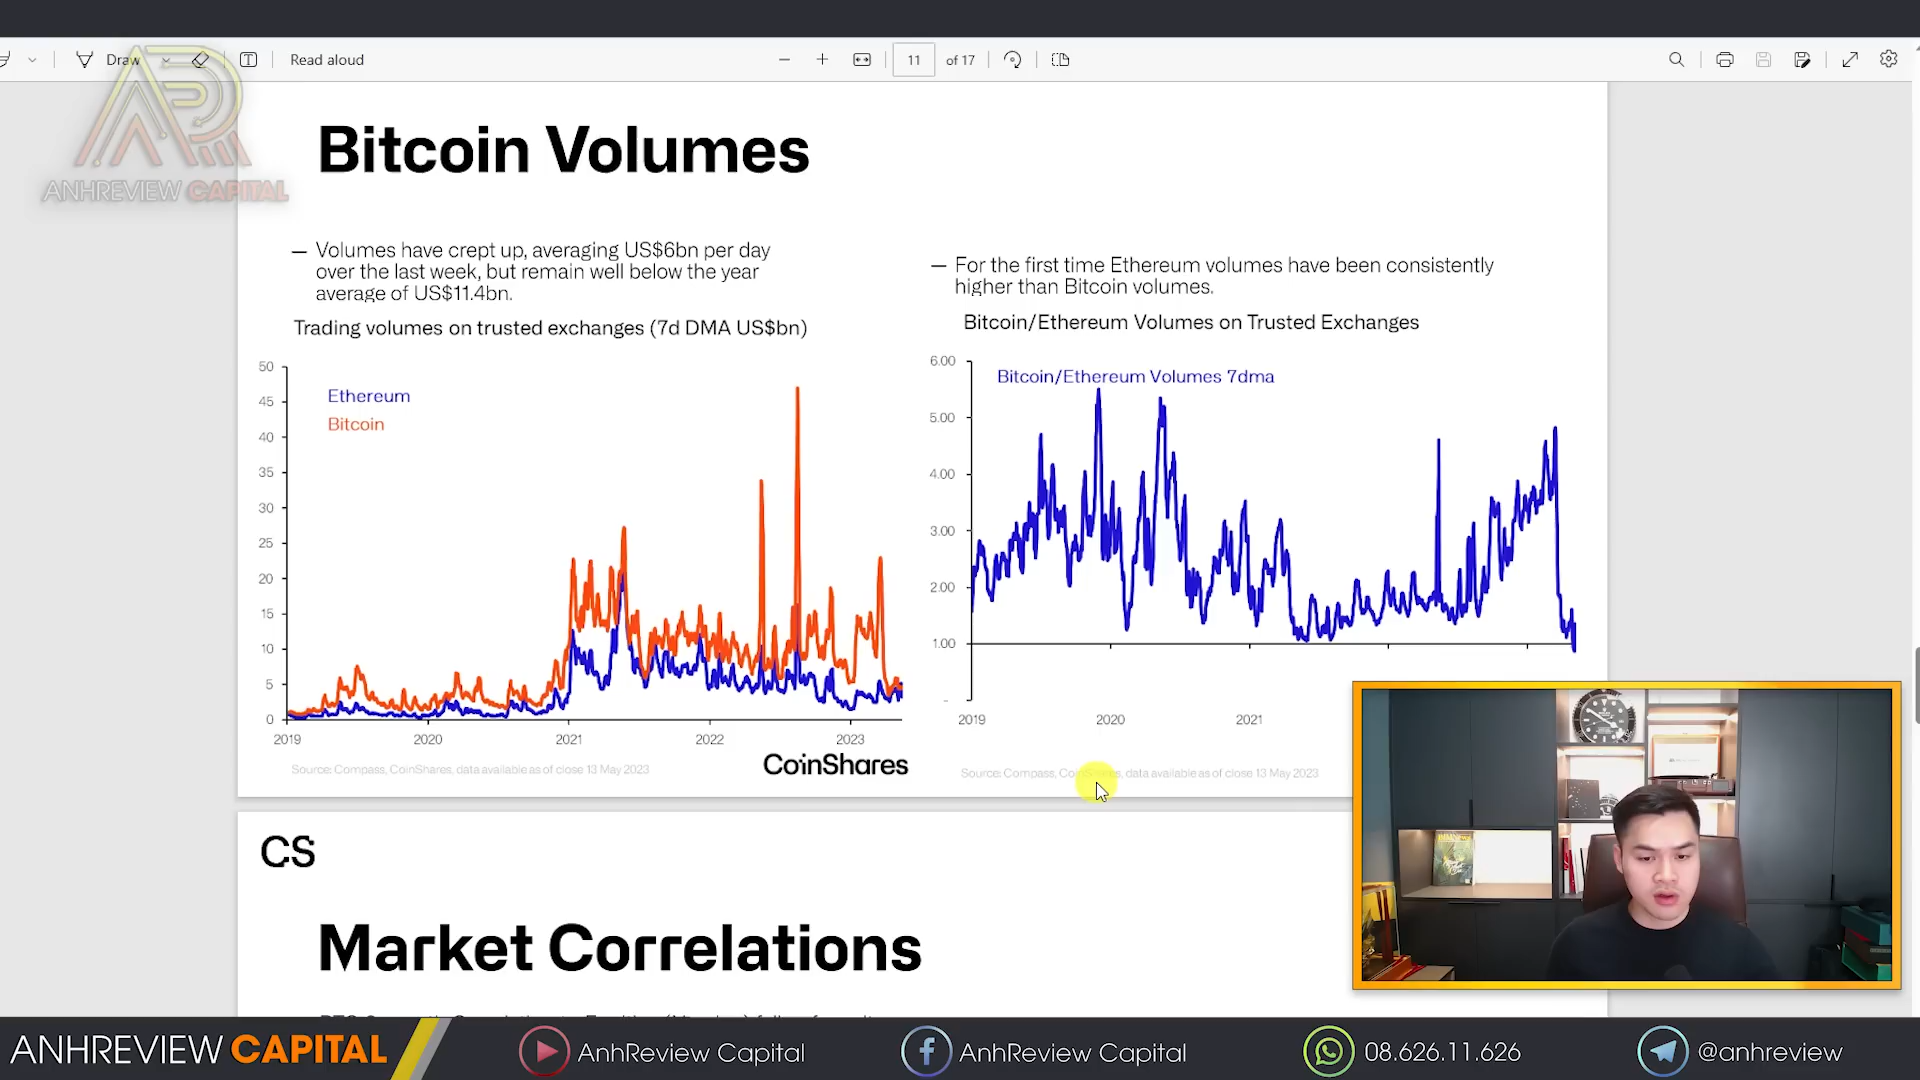 Draw
Read aloud
11
of 17
ANHREVIEW CAPITAL
Bitcoin Volumes
— Volumes have crept up, averaging US$6bn per day
over the last week, but remain well below the year
average of US$11.4bn.
Trading volumes on trusted exchanges (7d DMA US$bn)
50
45
40
35
30
25
20
15
10
5
0
Ethereum
Bitcoin
2019
2020
2021
2022
2023
Source: Compass, CoinShares, data available as of close 13 May 2023
CoinShares
— For the first time Ethereum volumes have been consistently
higher than Bitcoin volumes.
Bitcoin/Ethereum Volumes on Trusted Exchanges
6.00
5.00
4.00
3.00
2.00
1.00
-
Bitcoin/Ethereum Volumes 7dma
2019
2020
2021
Source: Compass, CoinShares, data available as of close 13 May 2023
CS
Market Correlations
ANHREVIEW CAPITAL
AnhReview Capital
AnhReview Capital
08.626.11.626
@anhreview